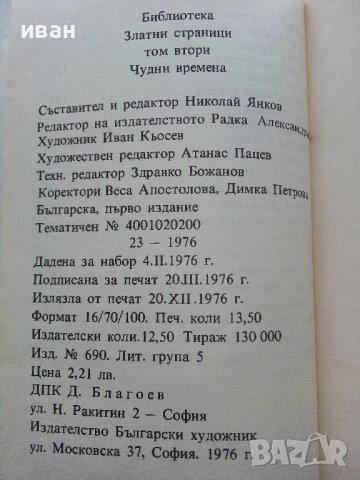 иван
Библиотека
Златни страници
том втори
Чудни времена
Съставител и редактор Николай Янков
Редактор на издателството Радка Александрова
Художник Иван Кьосев
Художествен редактор Атанас Пацев
Техн. редактор Здравко Божанов
Коректори Веса Апостолова, Димка Петрова
Българска, първо издание
Тематичен № 4001020200
23 — 1976
Дадена за набор 4.II.1976 г.
Подписана за печат 20.III.1976 г.
Излязла от печат 20.XII.1976 г.
Формат 16/70/100. Печ. коли 13,50
Издателски коли.12,50 Тираж 130 000
Изд. № 690. Лит. група 5
Цена 2,21 лв.
ДПК Д. Благоев
ул. Н. Ракитин 2 — София
Издателство Български художник
ул. Московска 37, София. 1976 г.
BAZAR